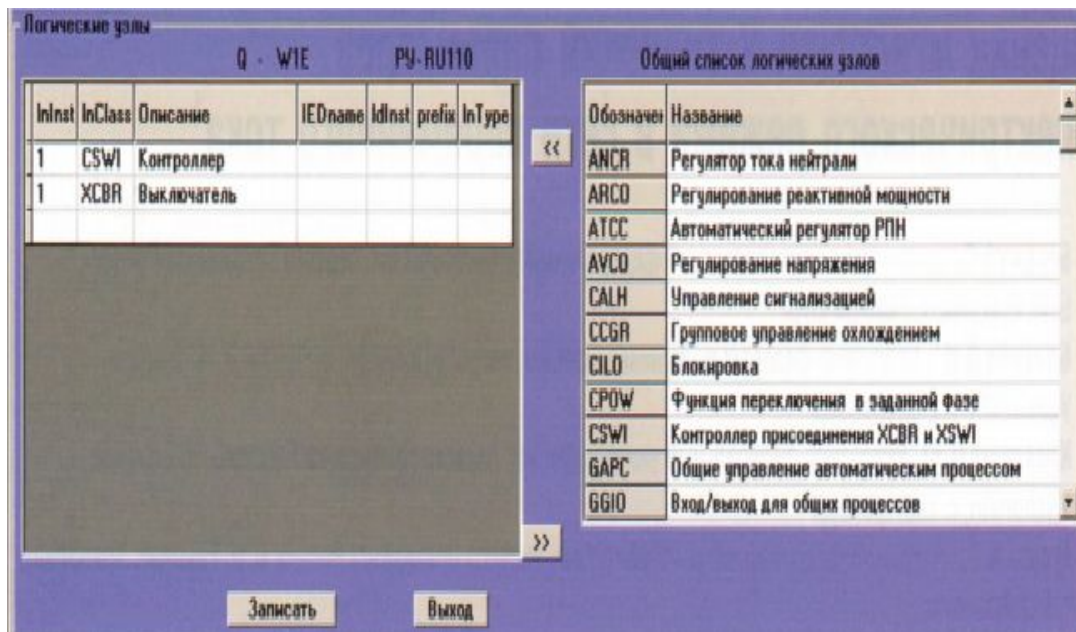 Логические узлы
Q - W1E РУ-RU110
lnInst lnClass Описание IEDname ldInst prefix lnType
1 CSWI Контроллер
1 XCBR Выключатель
<<
>>
Записать Выход
Общий список логических узлов
Обозначен Название
ANCR Регулятор тока нейтрали
ARCO Регулирование реактивной мощности
ATCC Автоматический регулятор РПН
AVCO Регулирование напряжения
CALH Управление сигнализацией
CCGR Групповое управление охлождением
CILO Блокировка
CPOW Функция переключения в заданной фазе
CSWI Контроллер присоединения XCBR и XSWI
GAPC Общие управление автоматическим процессом
GGIO Вход/выход для общих процессов